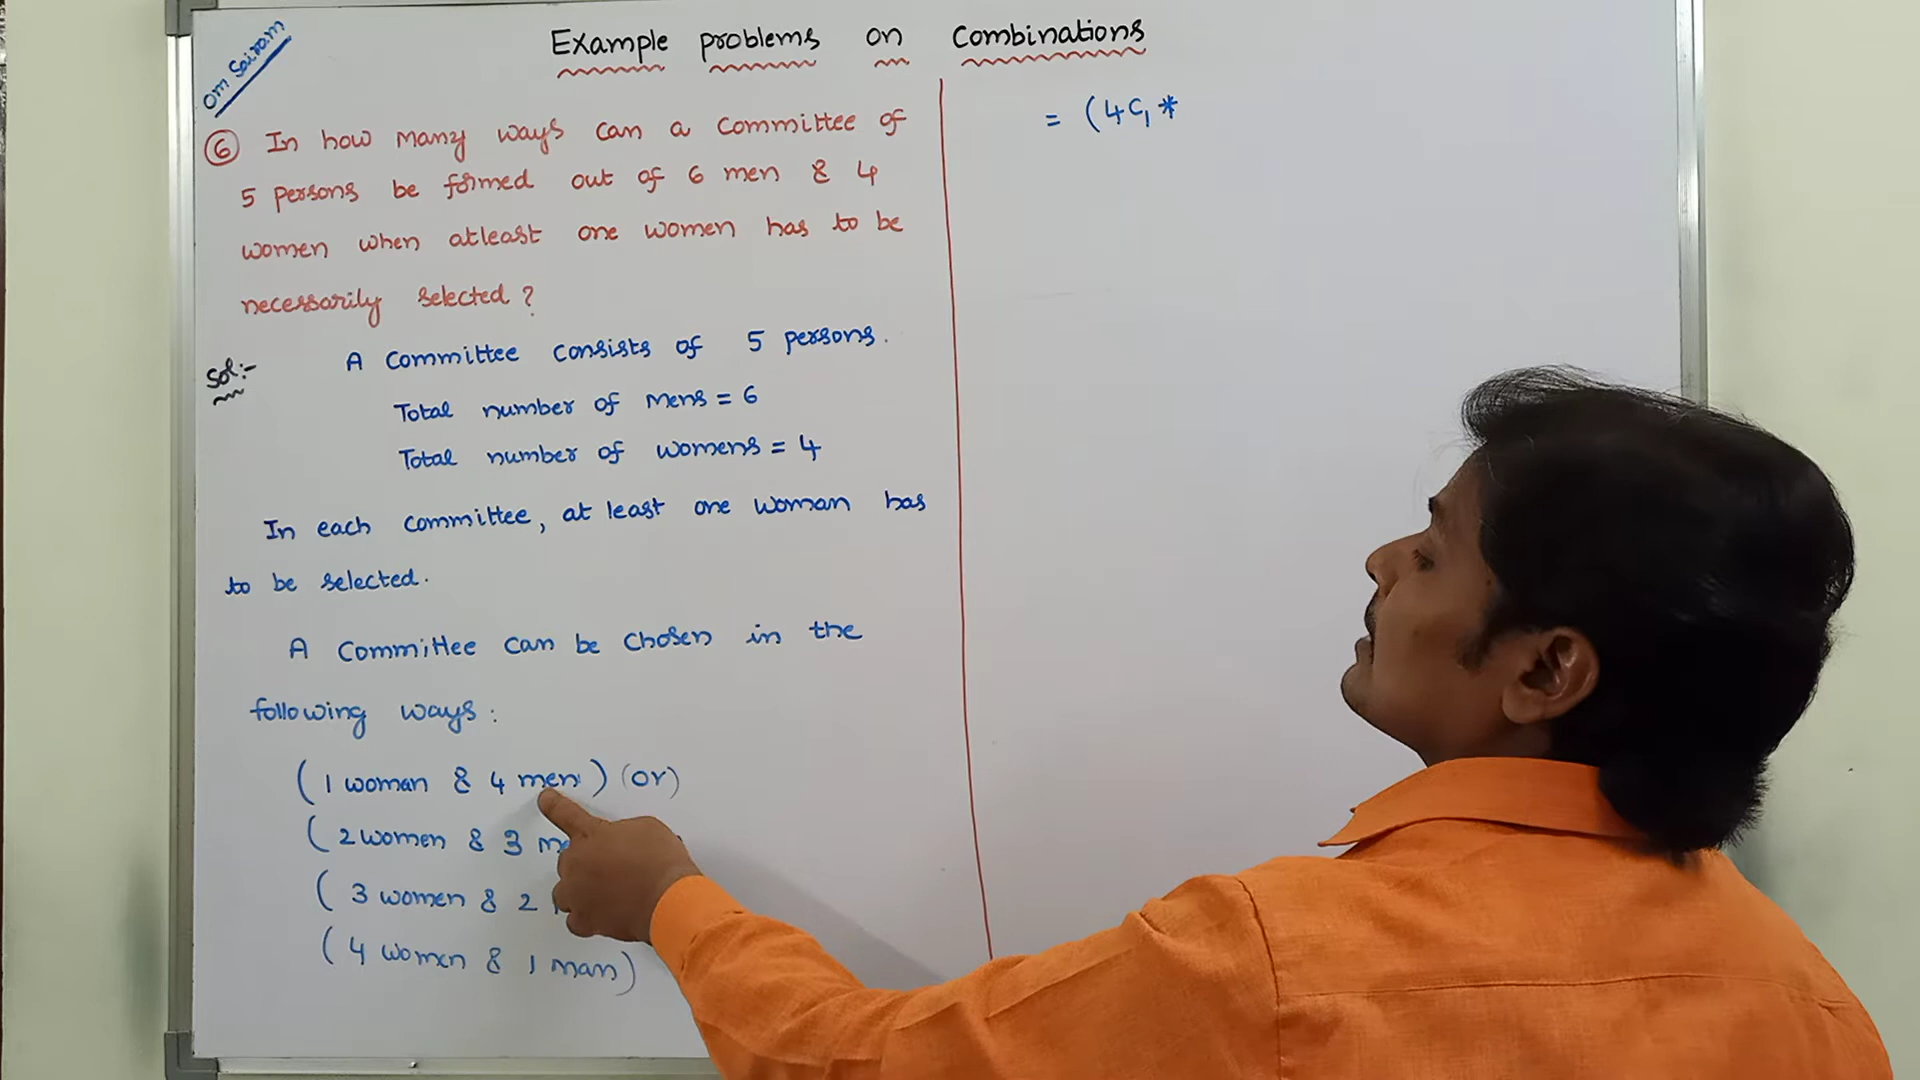 Om Sairam
Example problems on Combinations
6 In how many ways can a committee of
5 persons be formed out of 6 men & 4
women when atleast one women has to be
necessarily selected?
Sol:- A committee consists of 5 persons.
Total number of mens = 6
Total number of womens = 4
In each committee, at least one woman has
to be selected.
A Committee can be chosen in the
following ways:
(1 woman & 4 men) (or)
(2 women & 3
(3 women & 2
(4 women & 1 man)
= (4C₁ *